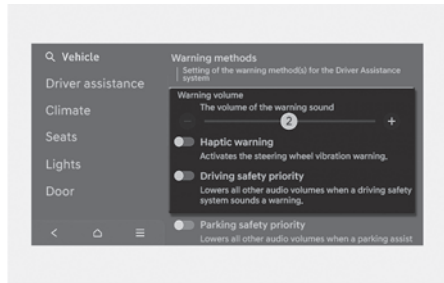 Vehicle
Driver assistance
Climate
Seats
Lights
Door
Warning methods
Setting of the warning method(s) for the Driver Assistance
system
Warning volume
The volume of the warning sound
2
Haptic warning
Activates the steering wheel vibration warning.
Driving safety priority
Lowers all other audio volumes when a driving safety
system sounds a warning.
Parking safety priority
Lowers all other audio volumes when a parking assist